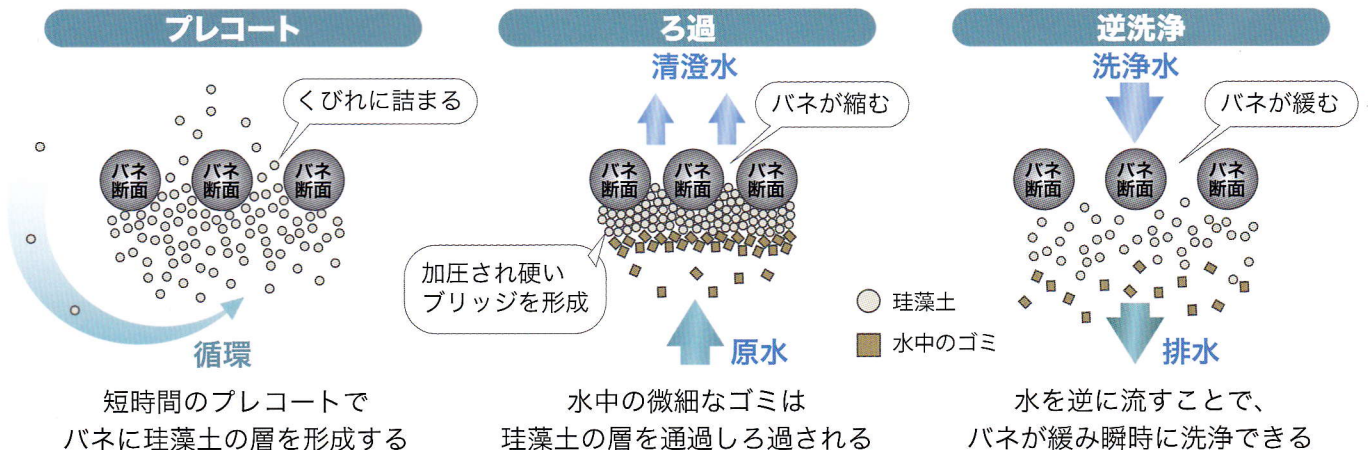 プレコート
くびれに詰まる
バネ
断面
バネ
断面
バネ
断面
循環
短時間のプレコートで
バネに珪藻土の層を形成する
ろ過
清澄水
バネが縮む
バネ
断面
バネ
断面
バネ
断面
加圧され硬い
ブリッジを形成
原水
珪藻土
水中のゴミ
水中の微細なゴミは
珪藻土の層を通過しろ過される
逆洗浄
洗浄水
バネが緩む
バネ
断面
バネ
断面
バネ
断面
排水
水を逆に流すことで、
バネが緩み瞬時に洗浄できる